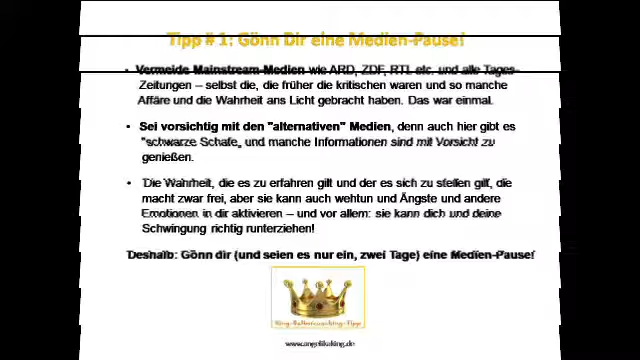 Tipp # 1: Gönn Dir eine Medien-Pause!
• Vermeide Mainstream-Medien wie ARD, ZDF, RTL etc. und alle Tages-
Zeitungen – selbst die, die früher die kritischen waren und so manche
Affäre und die Wahrheit ans Licht gebracht haben. Das war einmal.
• Sei vorsichtig mit den "alternativen" Medien, denn auch hier gibt es
"schwarze Schafe„ und manche Informationen sind mit Vorsicht zu
genießen.
• Die Wahrheit, die es zu erfahren gilt und der es sich zu stellen gilt, die
macht zwar frei, aber sie kann auch wehtun und Ängste und andere
Emotionen in dir aktivieren – und vor allem: sie kann dich und deine
Schwingung richtig runterziehen!
Deshalb: Gönn dir (und seien es nur ein, zwei Tage) eine Medien-Pause!
www.angelikaking.de